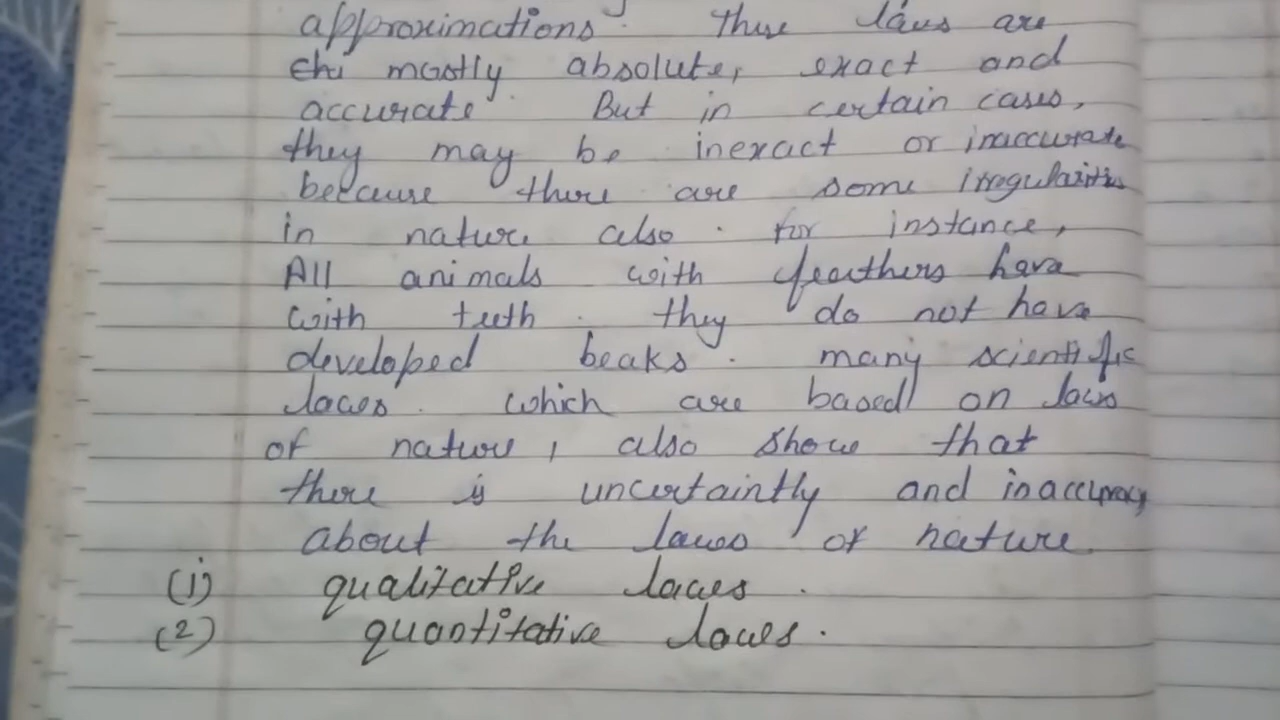 approximations. These laws are
mostly absolute, exact and
accurate. But in certain cases,
they may be inexact or inaccurate
because there are some irregularities
in nature also. for instance,
All animals with feathers have
with teeth. they do not have
developed beaks. many scientific
laws. which are based on laws
of nature, also show that
there is uncertaintly and inaccuracy
about the laws of nature.
(1) qualitative laws.
(2) quantitative laws.